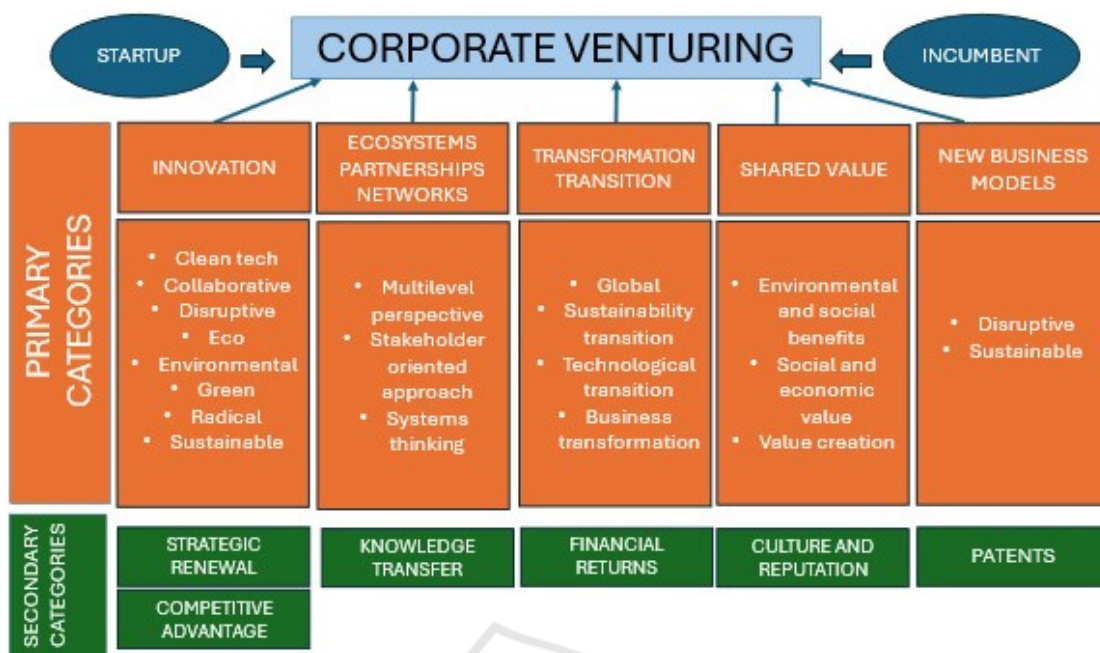 STARTUP
CORPORATE VENTURING
INCUMBENT
PRIMARY
CATEGORIES
INNOVATION
ECOSYSTEMS
PARTNERSHIPS
NETWORKS
TRANSFORMATION
TRANSITION
SHARED VALUE
NEW BUSINESS
MODELS
• Clean tech
• Collaborative
• Disruptive
• Eco
• Environmental
• Green
• Radical
• Sustainable
• Multilevel
perspective
• Stakeholder
oriented
approach
• Systems
thinking
• Global
• Sustainability
transition
• Technological
transition
• Business
transformation
• Environmental
and social
benefits
• Social and
economic
value
• Value creation
• Disruptive
• Sustainable
SECONDARY
CATEGORIES
STRATEGIC
RENEWAL
COMPETITIVE
ADVANTAGE
KNOWLEDGE
TRANSFER
FINANCIAL
RETURNS
CULTURE AND
REPUTATION
PATENTS